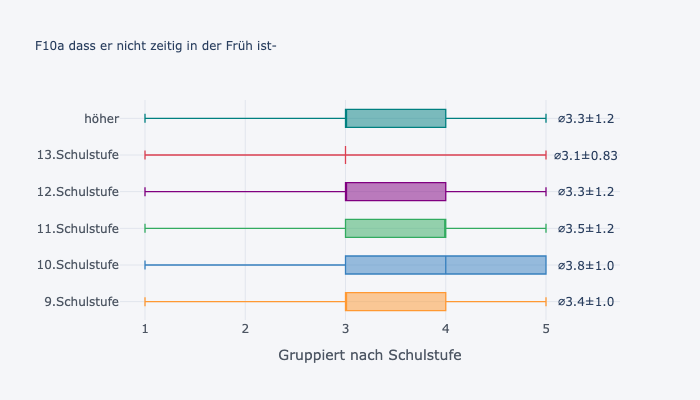 F10a dass er nicht zeitig in der Früh ist-
höher
⌀3.3±1.2
13.Schulstufe
⌀3.1±0.83
12.Schulstufe
⌀3.3±1.2
11.Schulstufe
⌀3.5±1.2
10.Schulstufe
⌀3.8±1.0
9.Schulstufe
⌀3.4±1.0
1 2 3 4 5
Gruppiert nach Schulstufe